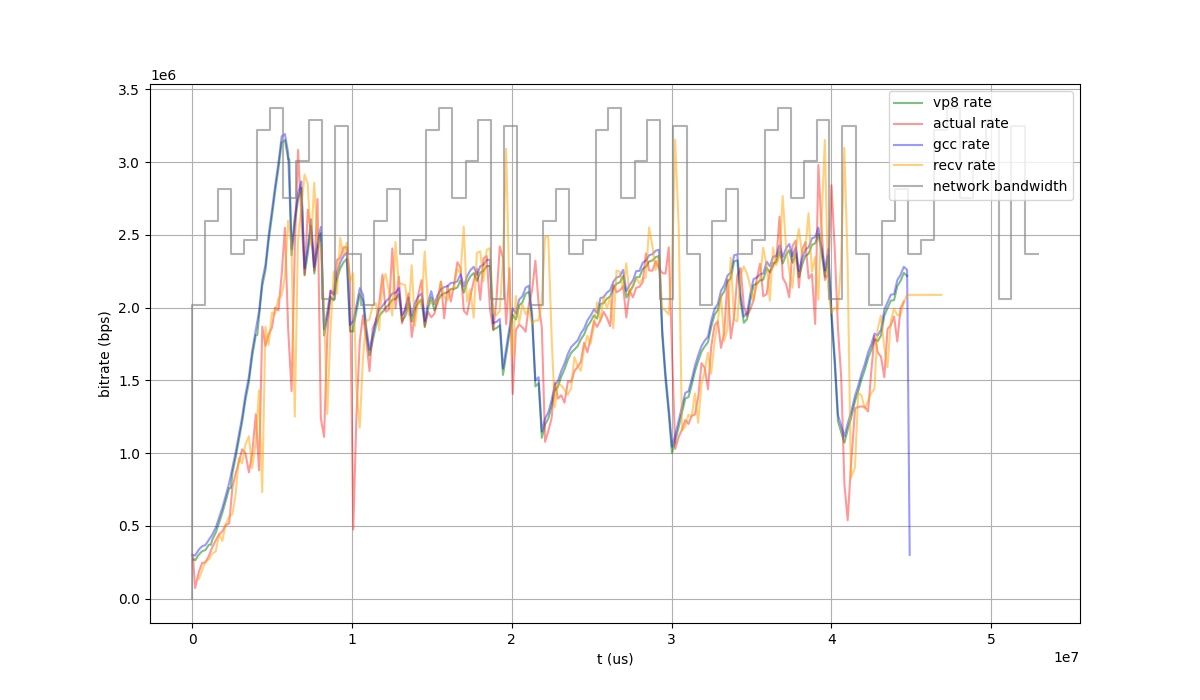 1e6
3.5
3.0
2.5
2.0
1.5
1.0
0.5
0.0
bitrate (bps)
vp8 rate
actual rate
gcc rate
recv rate
network bandwidth
0 1 2 3 4 5
t (us)
1e7